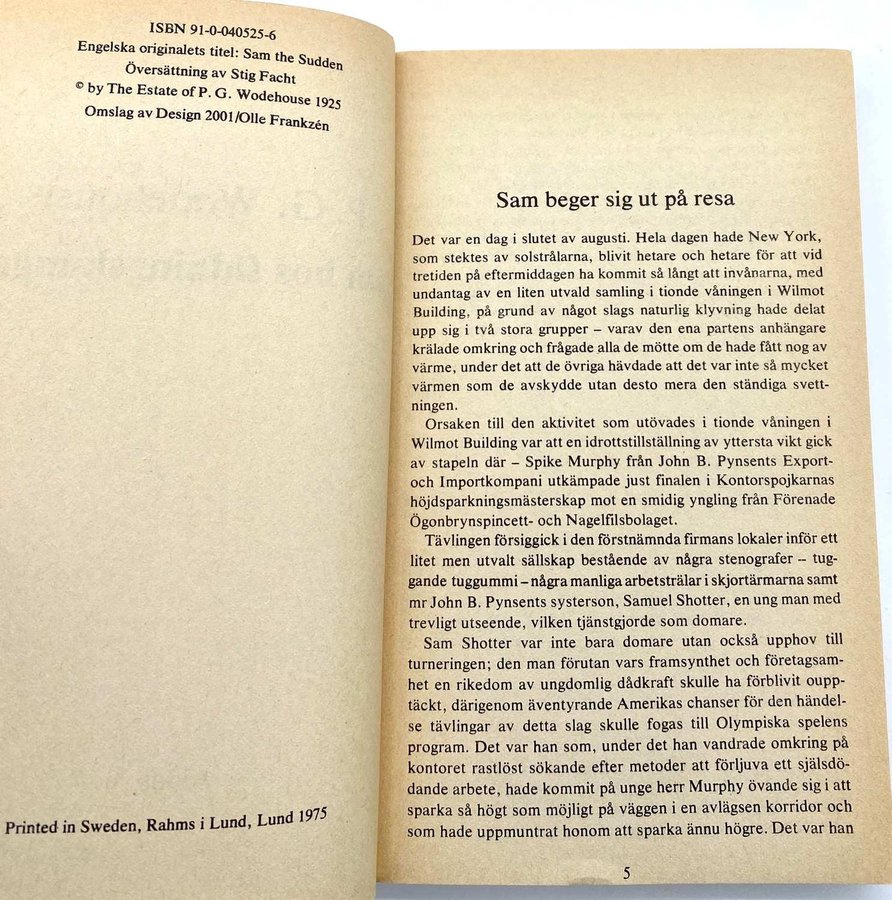 ISBN 91-0-040525-6
Engelska originalets titel: Sam the Sudden
Översättning av Stig Facht
© by The Estate of P. G. Wodehouse 1925
Omslag av Design 2001/Olle Frankzén
Printed in Sweden, Rahms i Lund, Lund 1975
Sam beger sig ut på resa
Det var en dag i slutet av augusti. Hela dagen hade New York,
som stektes av solstrålarna, blivit hetare och hetare för att vid
tretiden på eftermiddagen ha kommit så långt att invånarna, med
undantag av en liten utvald samling i tionde våningen i Wilmot
Building, på grund av något slags naturlig klyvning hade delat
upp sig i två stora grupper – varav den ena partens anhängare
krälade omkring och frågade alla de mötte om de hade fått nog av
värme, under det att de övriga hävdade att det var inte så mycket
värmen som de avskydde utan desto mera den ständiga svett-
ningen.
Orsaken till den aktivitet som utövades i tionde våningen i
Wilmot Building var att en idrottstillställning av yttersta vikt gick
av stapeln där – Spike Murphy från John B. Pynsents Export-
och Importkompani utkämpade just finalen i Kontorspojkarnas
höjdsparkningsmästerskap mot en smidig yngling från Förenade
Ögonbrynspincett- och Nagelfilsbolaget.
Tävlingen försiggick i den förstnämnda firmans lokaler inför ett
litet men utvalt sällskap bestående av några stenografer – tug-
gande tuggummi – några manliga arbetsträlar i skjortärmarna samt
mr John B. Pynsents systerson, Samuel Shotter, en ung man med
trevligt utseende, vilken tjänstgjorde som domare.
Sam Shotter var inte bara domare utan också upphov till
turneringen; den man förutan vars framsynthet och företagsam-
het en rikedom av ungdomlig dådkraft skulle ha förblivit oupp-
täckt, därigenom äventyrande Amerikas chanser för den händel-
se tävlingar av detta slag skulle fogas till Olympiska spelens
program. Det var han som, under det han vandrade omkring på
kontoret rastlöst sökande efter metoder att förljuva ett själsdö-
dande arbete, hade kommit på unge herr Murphy övande sig i att
sparka så högt som möjligt på väggen i en avlägsen korridor och
som hade uppmuntrat honom att sparka ännu högre. Det var han
5